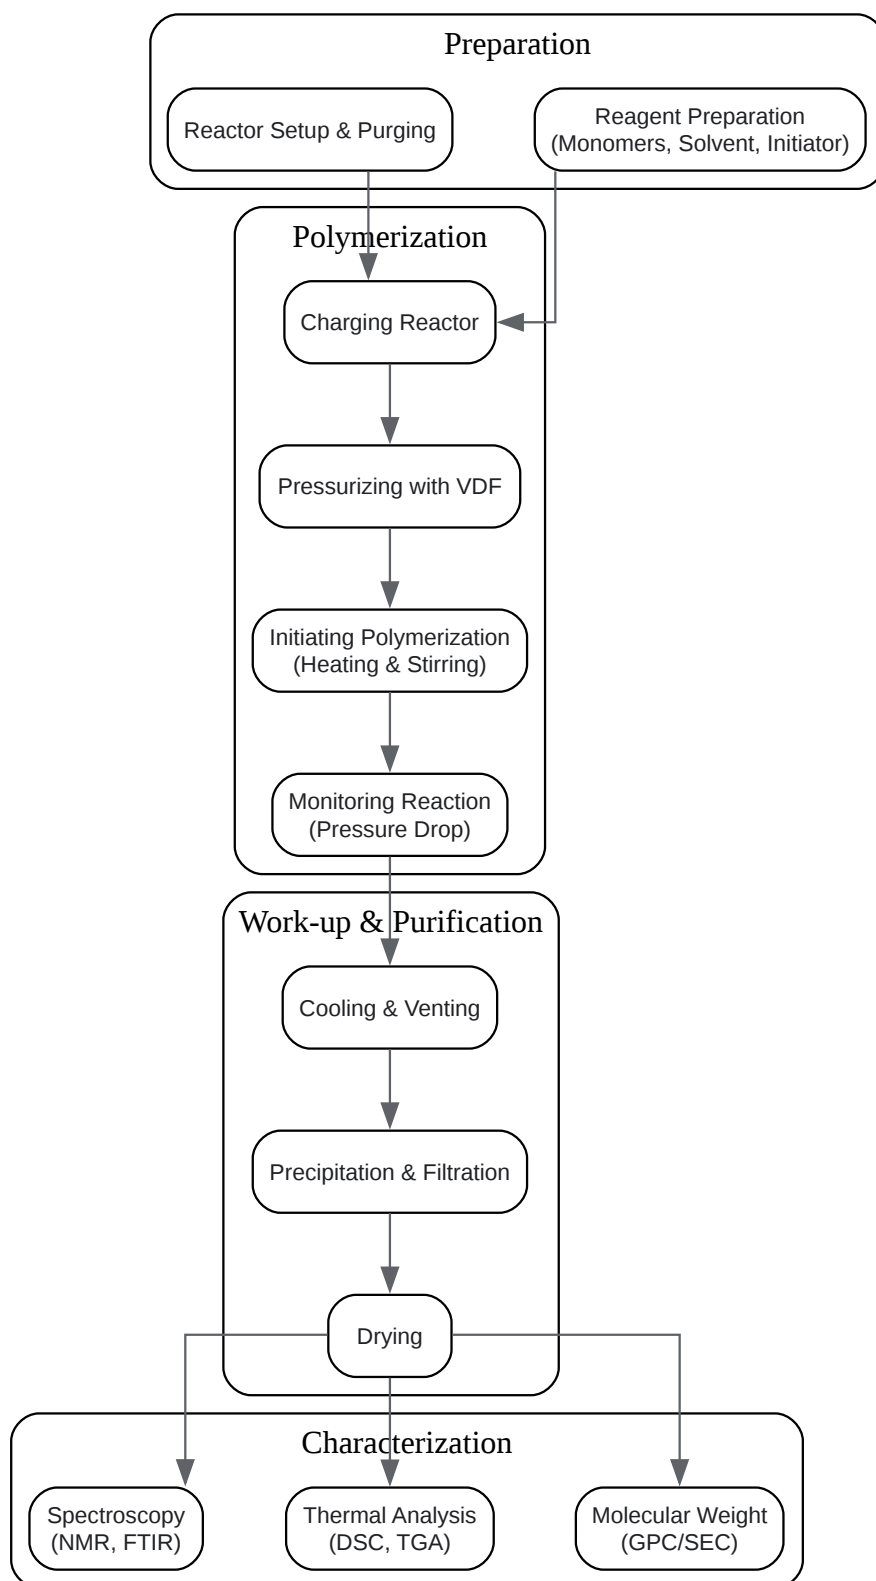 Preparation
Reactor Setup & Purging
Reagent Preparation
(Monomers, Solvent, Initiator)
Polymerization
Charging Reactor
Pressurizing with VDF
Initiating Polymerization
(Heating & Stirring)
Monitoring Reaction
(Pressure Drop)
Work-up & Purification
Cooling & Venting
Precipitation & Filtration
Drying
Characterization
Spectroscopy
(NMR, FTIR)
Thermal Analysis
(DSC, TGA)
Molecular Weight
(GPC/SEC)